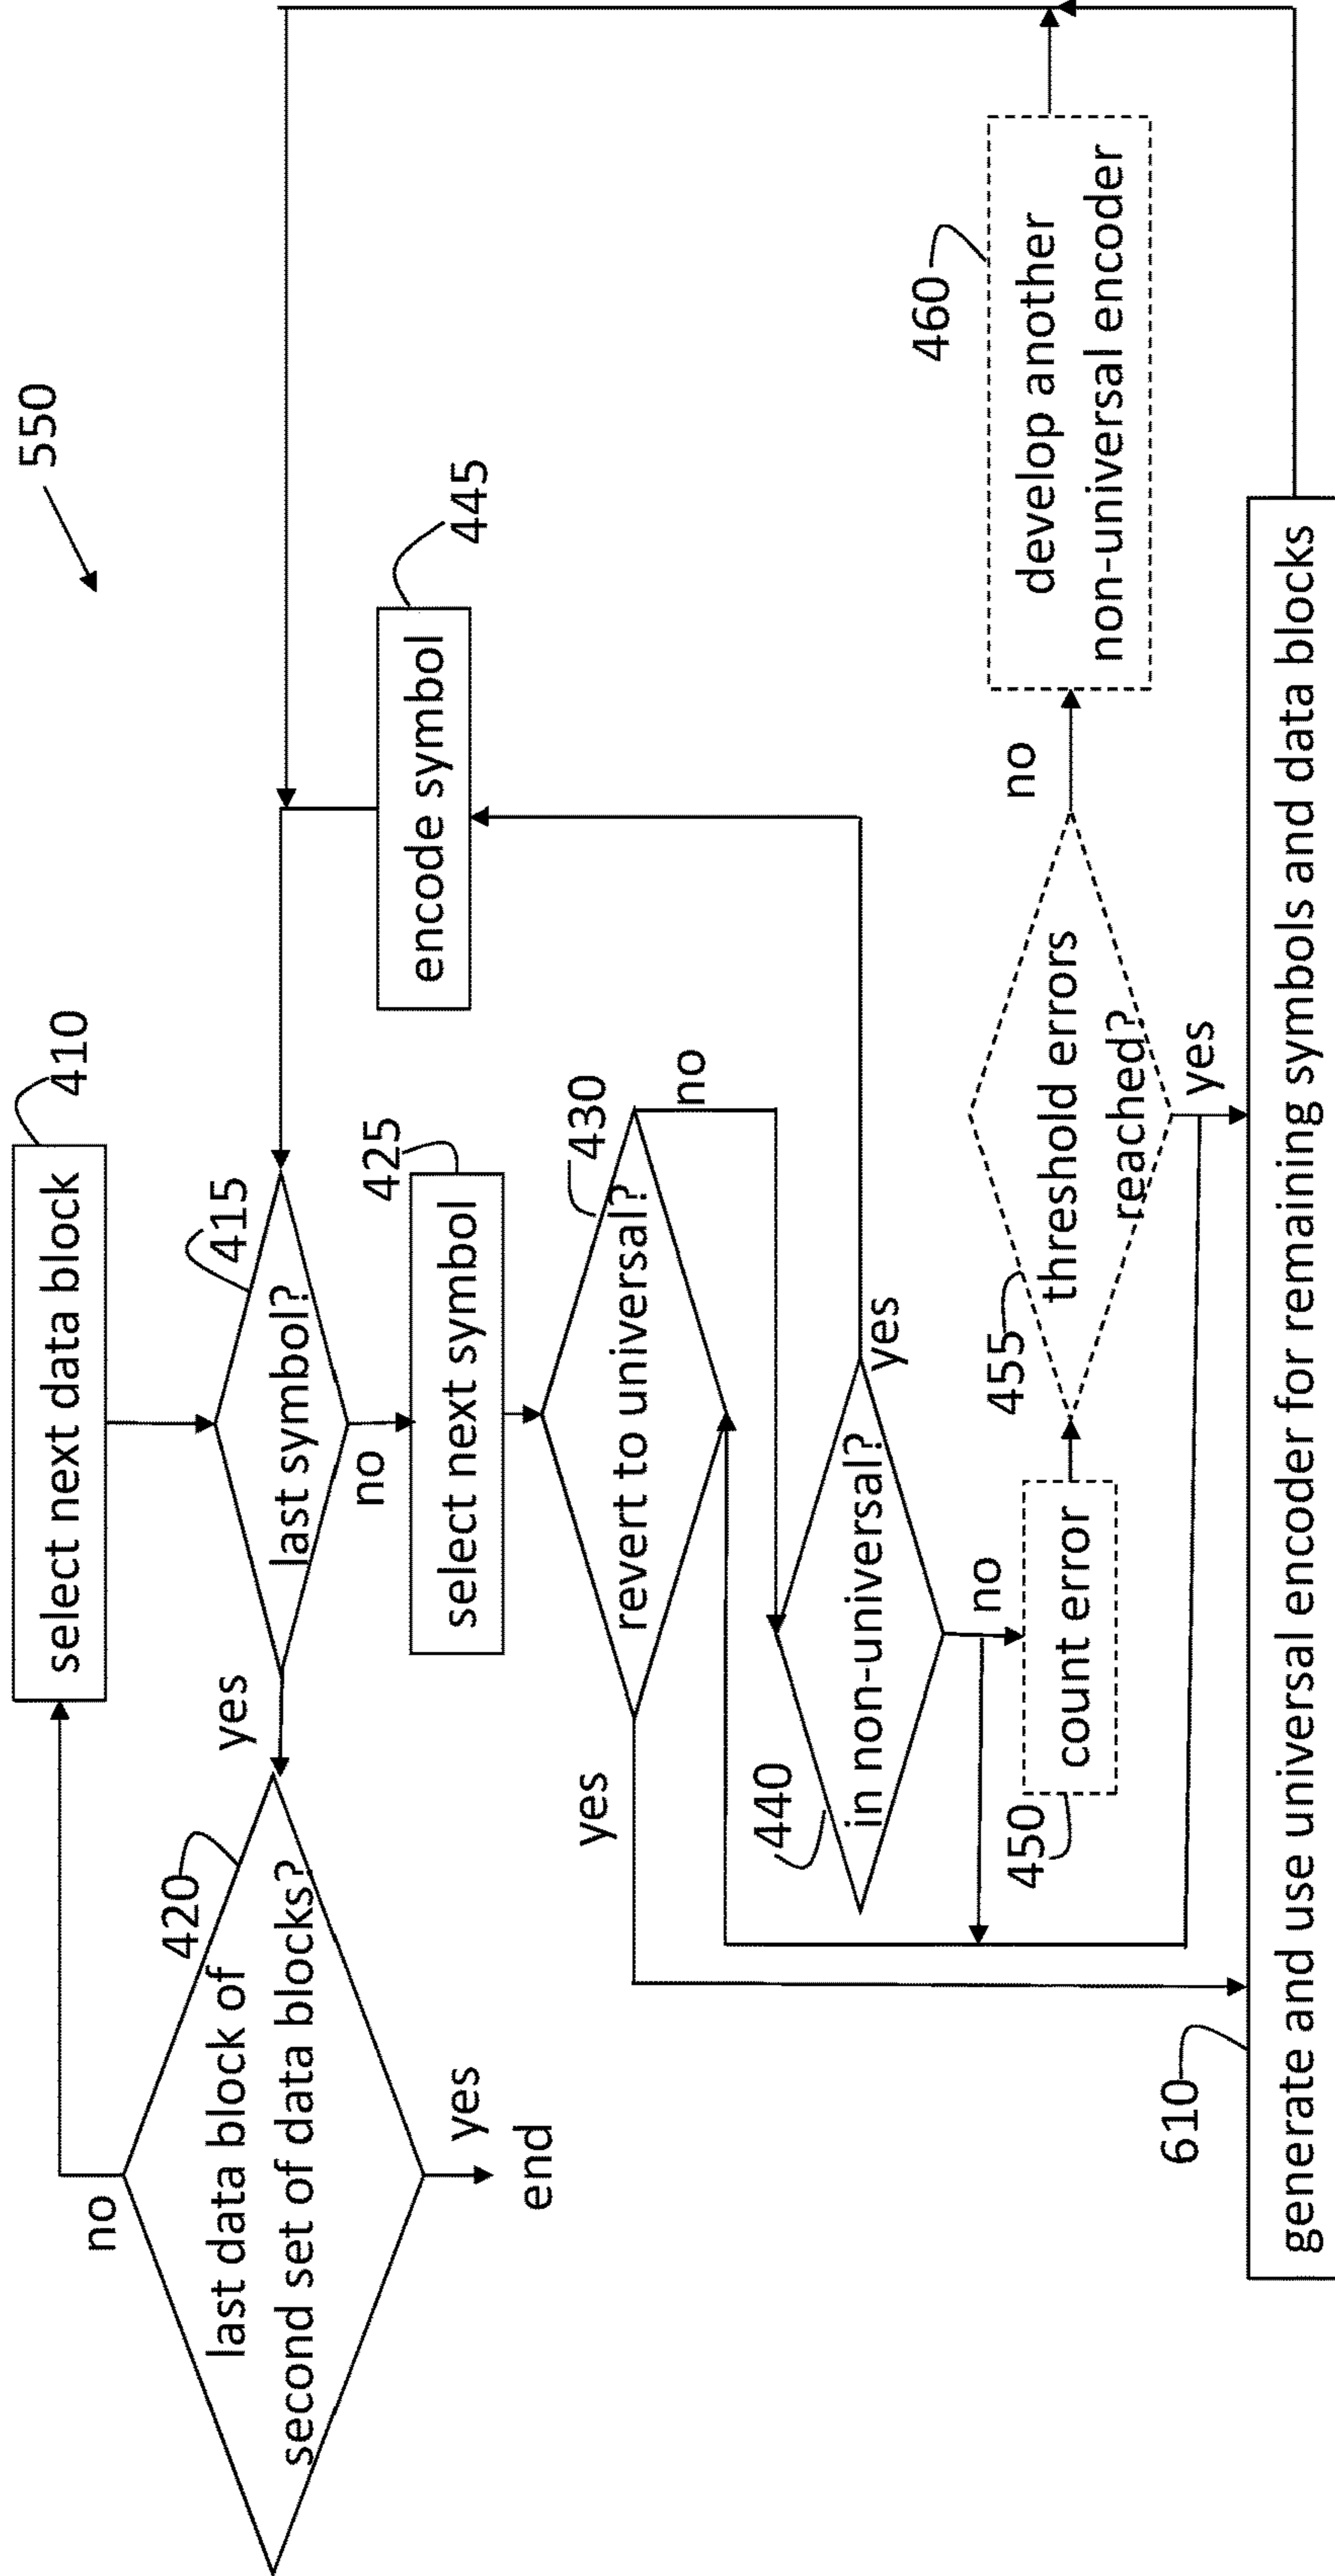 550
select next data block
410
last symbol?
415
yes
no
last data block of
second set of data blocks?
420
no
yes
end
select next symbol
425
encode symbol
445
revert to universal?
430
yes
no
in non-universal?
440
yes
no
count error
450
threshold errors
reached?
455
no
yes
develop another
non-universal encoder
460
610
generate and use universal encoder for remaining symbols and data blocks